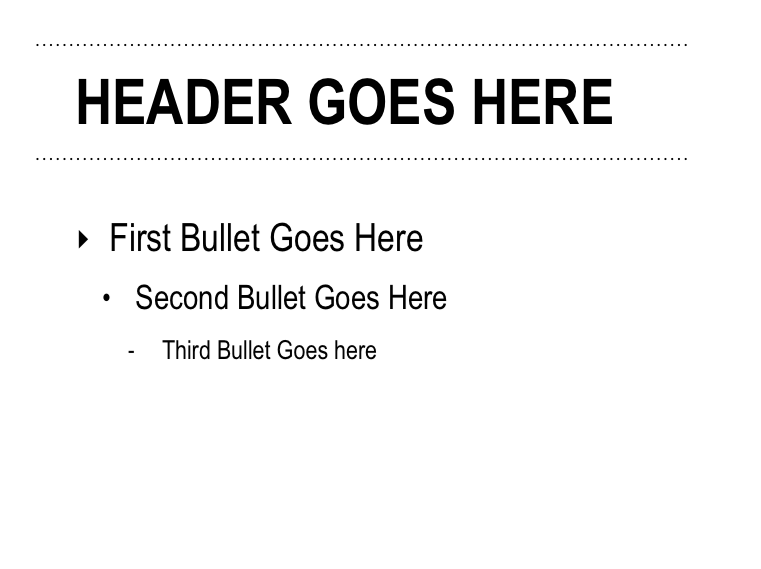 HEADER GOES HERE
‣ First Bullet Goes Here
• Second Bullet Goes Here
- Third Bullet Goes here